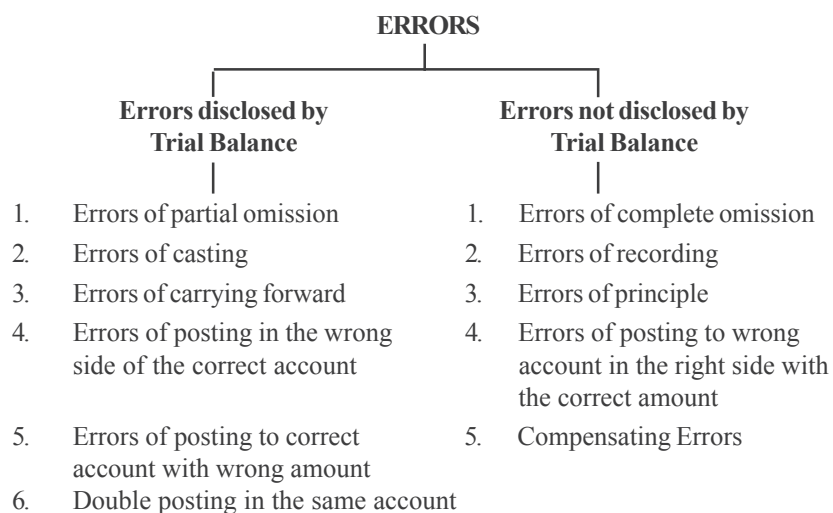 ERRORS
Errors disclosed by
Trial Balance
1. Errors of partial omission
2. Errors of casting
3. Errors of carrying forward
4. Errors of posting in the wrong
side of the correct account
5. Errors of posting to correct
account with wrong amount
6. Double posting in the same account
Errors not disclosed by
Trial Balance
1. Errors of complete omission
2. Errors of recording
3. Errors of principle
4. Errors of posting to wrong
account in the right side with
the correct amount
5. Compensating Errors